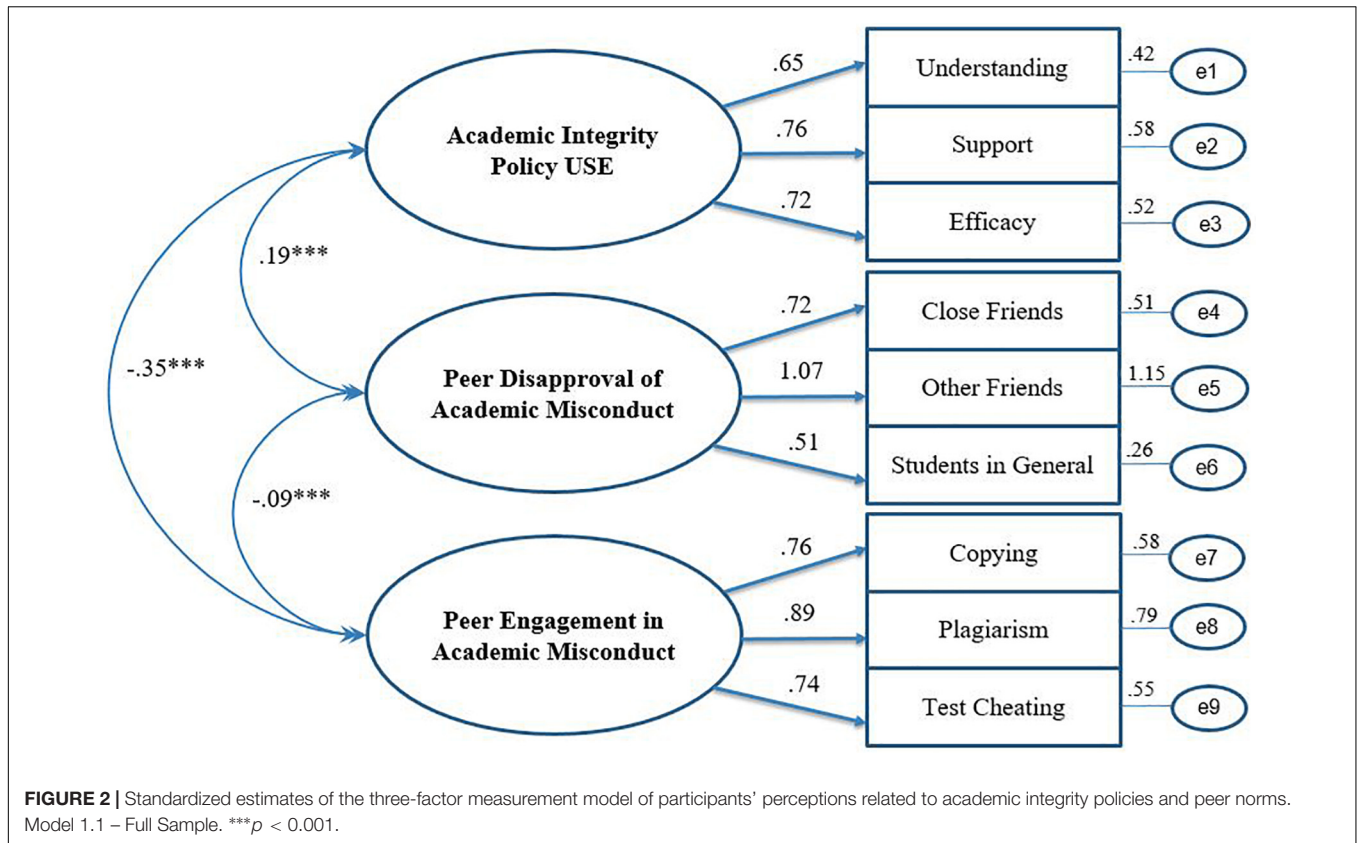 .65
Understanding
.42
e1
Academic Integrity
Policy USE
.76
Support
.58
e2
.72
Efficacy
.52
e3
.19***
-.35***
.72
Close Friends
.51
e4
Peer Disapproval of
Academic Misconduct
1.07
Other Friends
1.15
e5
.51
Students in General
.26
e6
-.09***
.76
Copying
.58
e7
Peer Engagement in
Academic Misconduct
.89
Plagiarism
.79
e8
.74
Test Cheating
.55
e9
FIGURE 2 | Standardized estimates of the three-factor measurement model of participants’ perceptions related to academic integrity policies and peer norms.
Model 1.1 – Full Sample. ***p < 0.001.